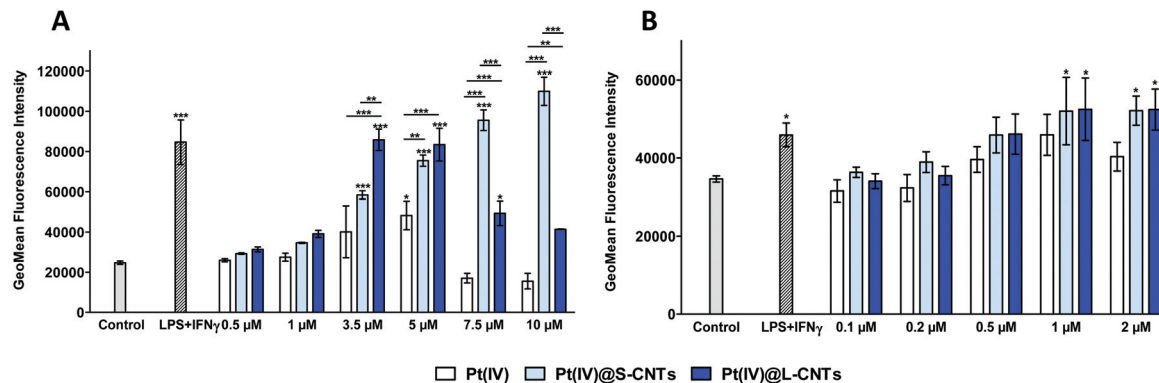 A
GeoMean Fluorescence Intensity
120000
100000
80000
60000
40000
20000
0
***
*** ** ***
*** *** *
*** ** ***
*** *** *** *** *
*** ** *** ***
Control LPS+IFNγ 0.5 µM 1 µM 3.5 µM 5 µM 7.5 µM 10 µM
B
GeoMean Fluorescence Intensity
60000
40000
20000
0
* * * * *
Control LPS+IFNγ 0.1 µM 0.2 µM 0.5 µM 1 µM 2 µM
Pt(IV) Pt(IV)@S-CNTs Pt(IV)@L-CNTs